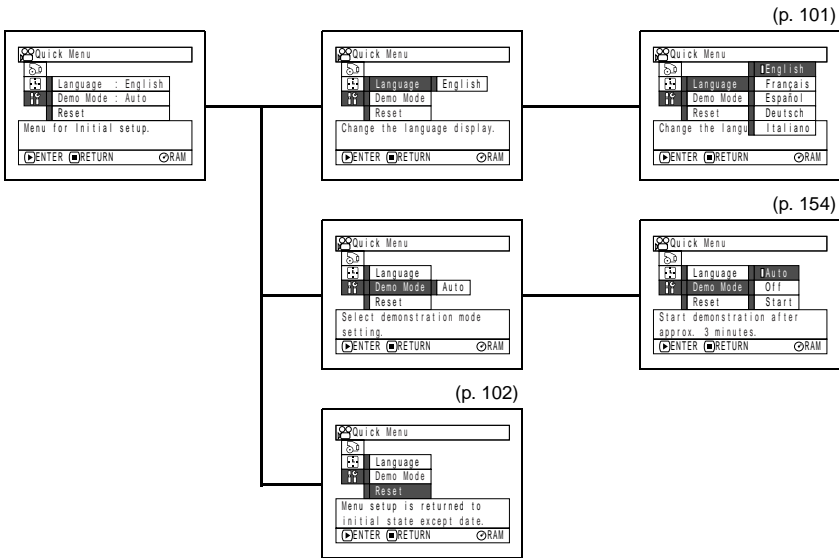 (p. 101)
Quick Menu
Language : English
Demo Mode : Auto
Reset
Menu for Initial setup.
ENTER RETURN RAM
Quick Menu
Language English
Demo Mode
Reset
Change the language display.
ENTER RETURN RAM
Quick Menu
English
Language Français
Demo Mode Español
Reset Deutsch
Change the langu Italiano
ENTER RETURN RAM
(p. 154)
Quick Menu
Language
Demo Mode Auto
Reset
Select demonstration mode
setting.
ENTER RETURN RAM
Quick Menu
Language Auto
Demo Mode Off
Reset Start
Start demonstration after
approx. 3 minutes.
ENTER RETURN RAM
(p. 102)
Quick Menu
Language
Demo Mode
Reset
Menu setup is returned to
initial state except date.
ENTER RETURN RAM